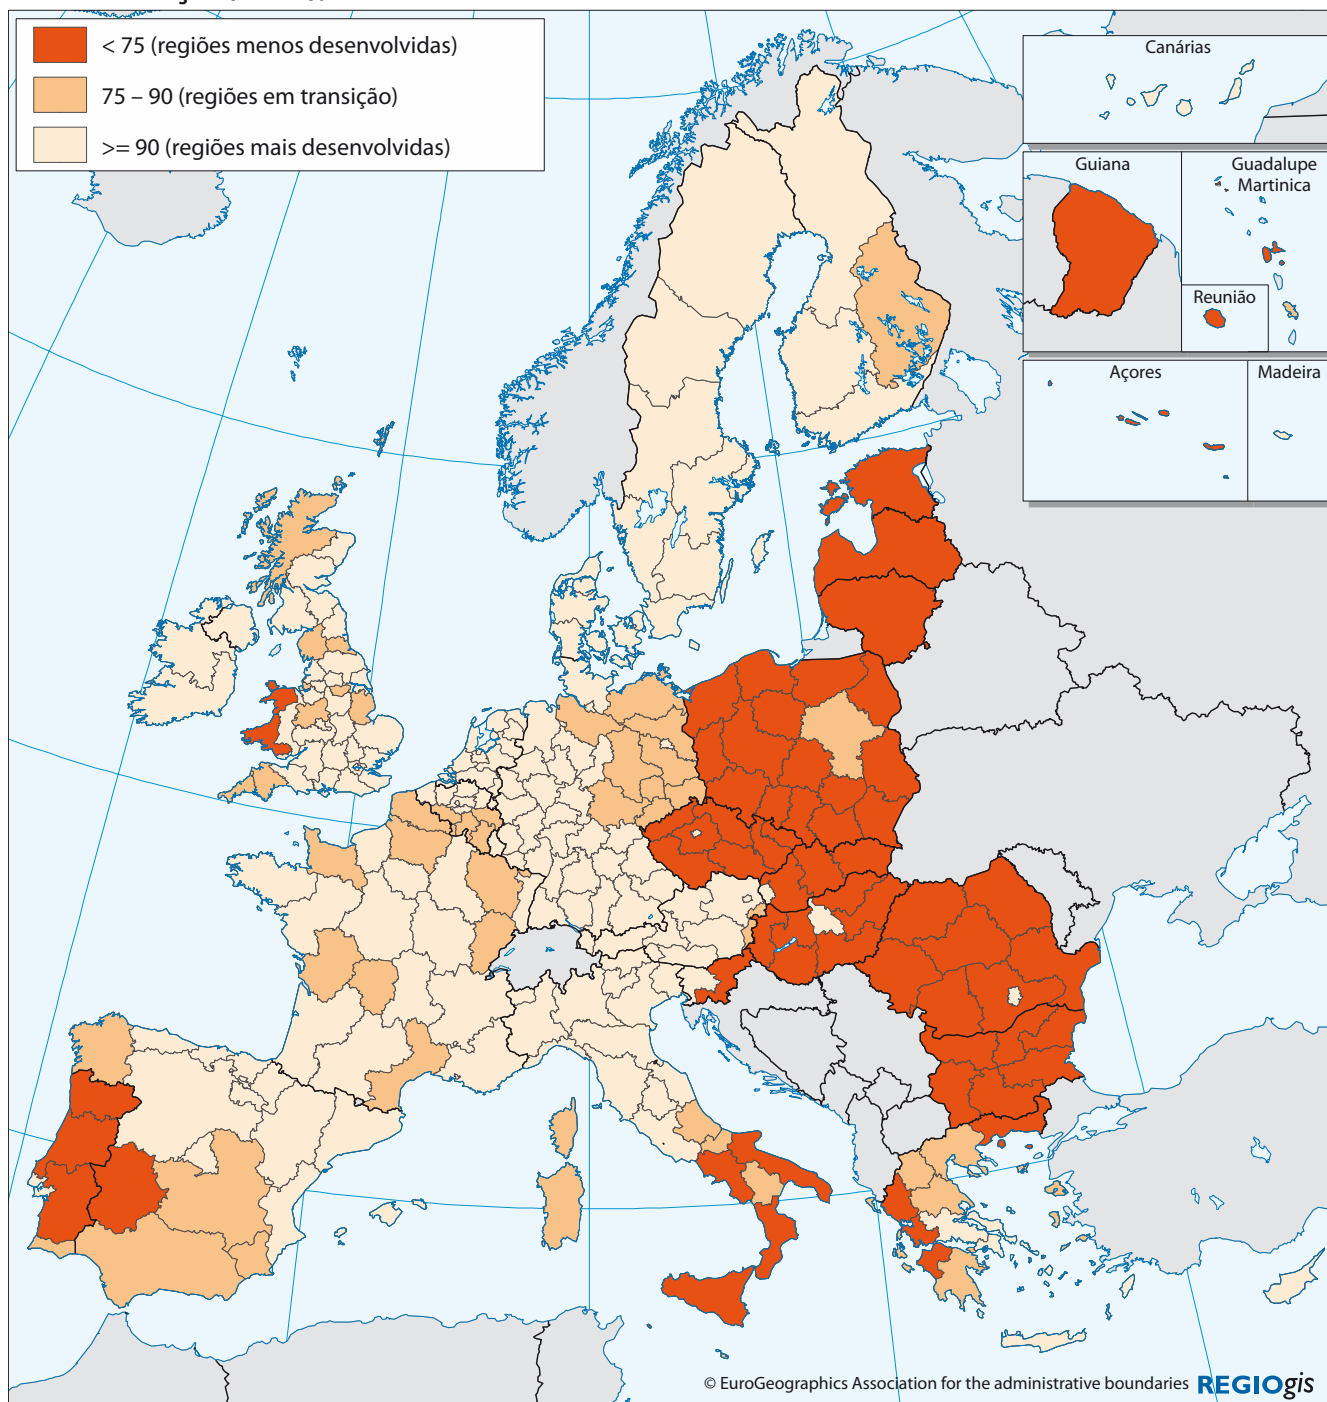 < 75 (regiões menos desenvolvidas)
75 – 90 (regiões em transição)
>= 90 (regiões mais desenvolvidas)
Canárias
Guiana
Guadalupe
Martinica
Reunião
Açores
Madeira
© EuroGeographics Association for the administrative boundaries REGIOgis